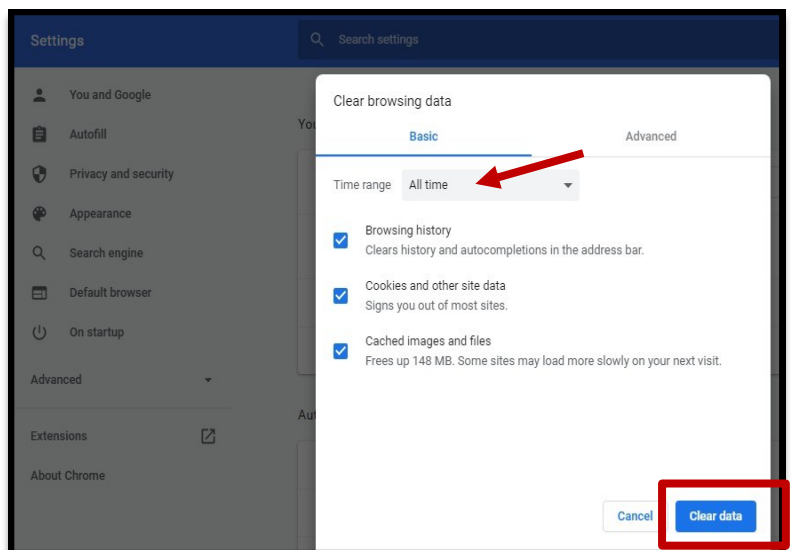 Settings
Search settings
You and Google
Autofill
Privacy and security
Appearance
Search engine
Default browser
On startup
Advanced
Extensions
About Chrome
You
Aut
Clear browsing data
Basic
Advanced
Time range All time
Browsing history
Clears history and autocompletions in the address bar.
Cookies and other site data
Signs you out of most sites.
Cached images and files
Frees up 148 MB. Some sites may load more slowly on your next visit.
Cancel
Clear data